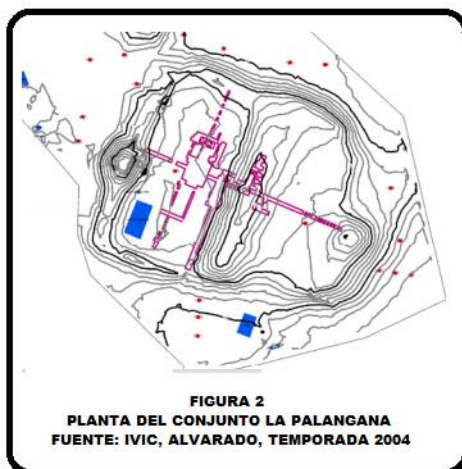 FIGURA 2
PLANTA DEL CONJUNTO LA PALANGANA
FUENTE: IVIC, ALVARADO, TEMPORADA 2004